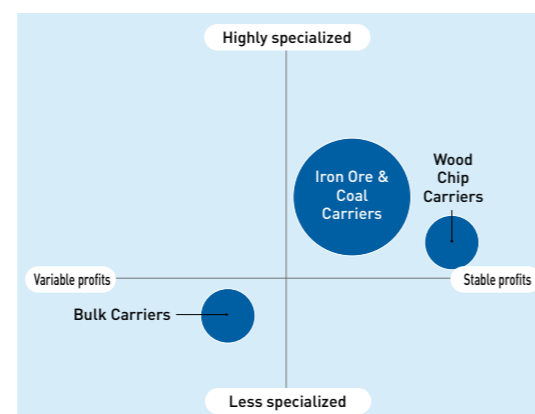 Highly specialized
Iron Ore &
Coal
Carriers
Wood
Chip
Carriers
Variable profits
Stable profits
Bulk Carriers
Less specialized